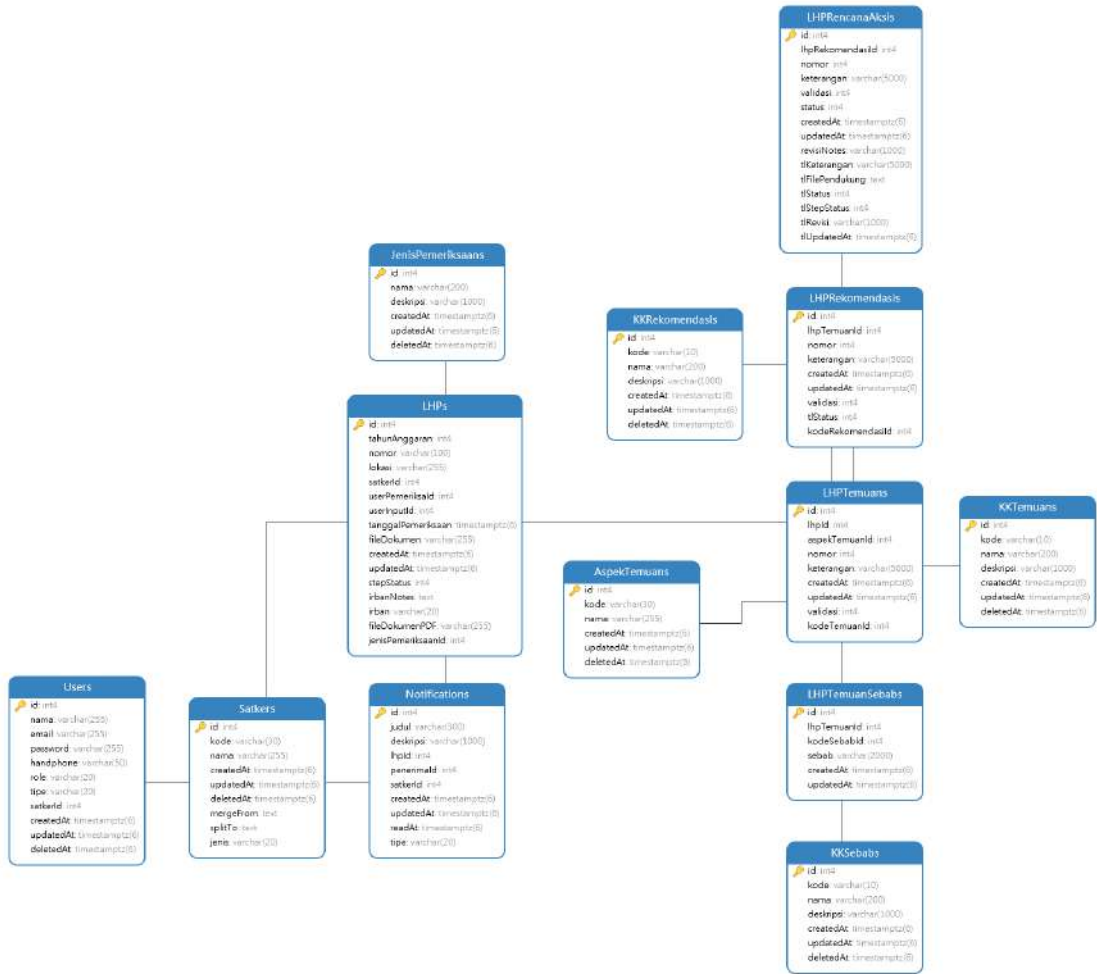 LHPRencanaAksis
id: int4
lhpRekomendasiId: int4
nomor: int4
keterangan: varchar(5000)
validasi: int4
status: int4
createdAt: timestamptz(6)
updatedAt: timestamptz(6)
revisiNotes: varchar(1000)
tlKeterangan: varchar(5000)
tlFilePendukung: text
tlStatus: int4
tlStepStatus: int4
tlRevisi: varchar(1000)
tlUpdatedAt: timestamptz(6)
JenisPemeriksaans
id: int4
nama: varchar(200)
deskripsi: varchar(1000)
createdAt: timestamptz(6)
updatedAt: timestamptz(6)
deletedAt: timestamptz(6)
LHPRekomendasis
id: int4
lhpTemuanId: int4
nomor: int4
keterangan: varchar(5000)
createdAt: timestamptz(6)
updatedAt: timestamptz(6)
validasi: int4
tlStatus: int4
kodeRekomendasiId: int4
KKRekomendasis
id: int4
kode: varchar(10)
nama: varchar(200)
deskripsi: varchar(1000)
createdAt: timestamptz(6)
updatedAt: timestamptz(6)
deletedAt: timestamptz(6)
LHPs
id: int4
tahunAnggaran: int4
nomor: varchar(100)
lokasi: varchar(255)
satkerId: int4
userPemeriksaId: int4
userInputId: int4
tanggalPemeriksaan: timestamptz(6)
fileDokumen: varchar(255)
createdAt: timestamptz(6)
updatedAt: timestamptz(6)
stepStatus: int4
irbanNotes: text
irban: varchar(20)
fileDokumenPDF: varchar(255)
jenisPemeriksaanId: int4
LHPTemuans
id: int4
lhpId: int4
aspekTemuanId: int4
nomor: int4
keterangan: varchar(5000)
createdAt: timestamptz(6)
updatedAt: timestamptz(6)
validasi: int4
kodeTemuanId: int4
KKTemuans
id: int4
kode: varchar(10)
nama: varchar(200)
deskripsi: varchar(1000)
createdAt: timestamptz(6)
updatedAt: timestamptz(6)
deletedAt: timestamptz(6)
AspekTemuans
id: int4
kode: varchar(30)
name: varchar(255)
createdAt: timestamptz(6)
updatedAt: timestamptz(6)
deletedAt: timestamptz(6)
Users
id: int4
nama: varchar(255)
email: varchar(255)
password: varchar(255)
handphone: varchar(50)
role: varchar(20)
tipe: varchar(20)
satkerId: int4
createdAt: timestamptz(6)
updatedAt: timestamptz(6)
deletedAt: timestamptz(6)
Satkers
id: int4
kode: varchar(30)
nama: varchar(255)
createdAt: timestamptz(6)
updatedAt: timestamptz(6)
deletedAt: timestamptz(6)
mergeFrom: text
splitTo: text
jenis: varchar(20)
Notifications
id: int4
judul: varchar(300)
deskripsi: varchar(1000)
lhpId: int4
penerimaId: int4
satkerId: int4
createdAt: timestamptz(6)
updatedAt: timestamptz(6)
readAt: timestamptz(6)
tipe: varchar(20)
LHPTemuanSebabs
id: int4
lhpTemuanId: int4
kodeSebabId: int4
sebab: varchar(2000)
createdAt: timestamptz(6)
updatedAt: timestamptz(6)
KKSebabs
id: int4
kode: varchar(10)
nama: varchar(200)
deskripsi: varchar(1000)
createdAt: timestamptz(6)
updatedAt: timestamptz(6)
deletedAt: timestamptz(6)